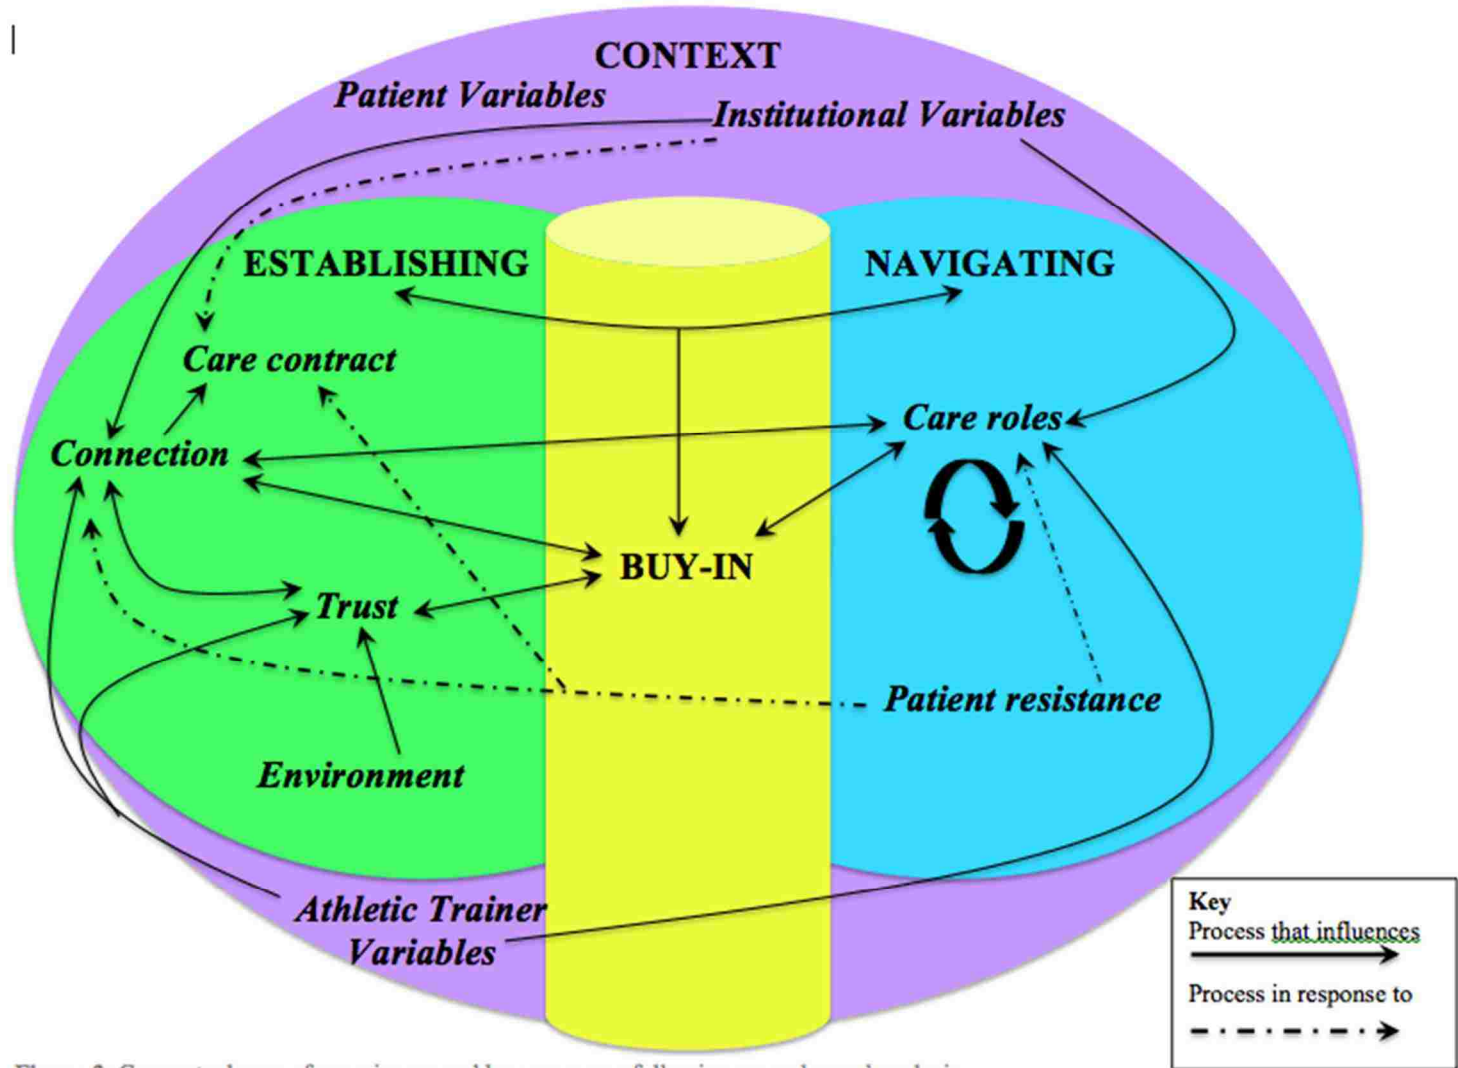 CONTEXT
Patient Variables
Institutional Variables
ESTABLISHING
NAVIGATING
Care contract
Care roles
Connection
BUY-IN
Trust
Patient resistance
Environment
Athletic Trainer
Variables
Key
Process that influences
Process in response to